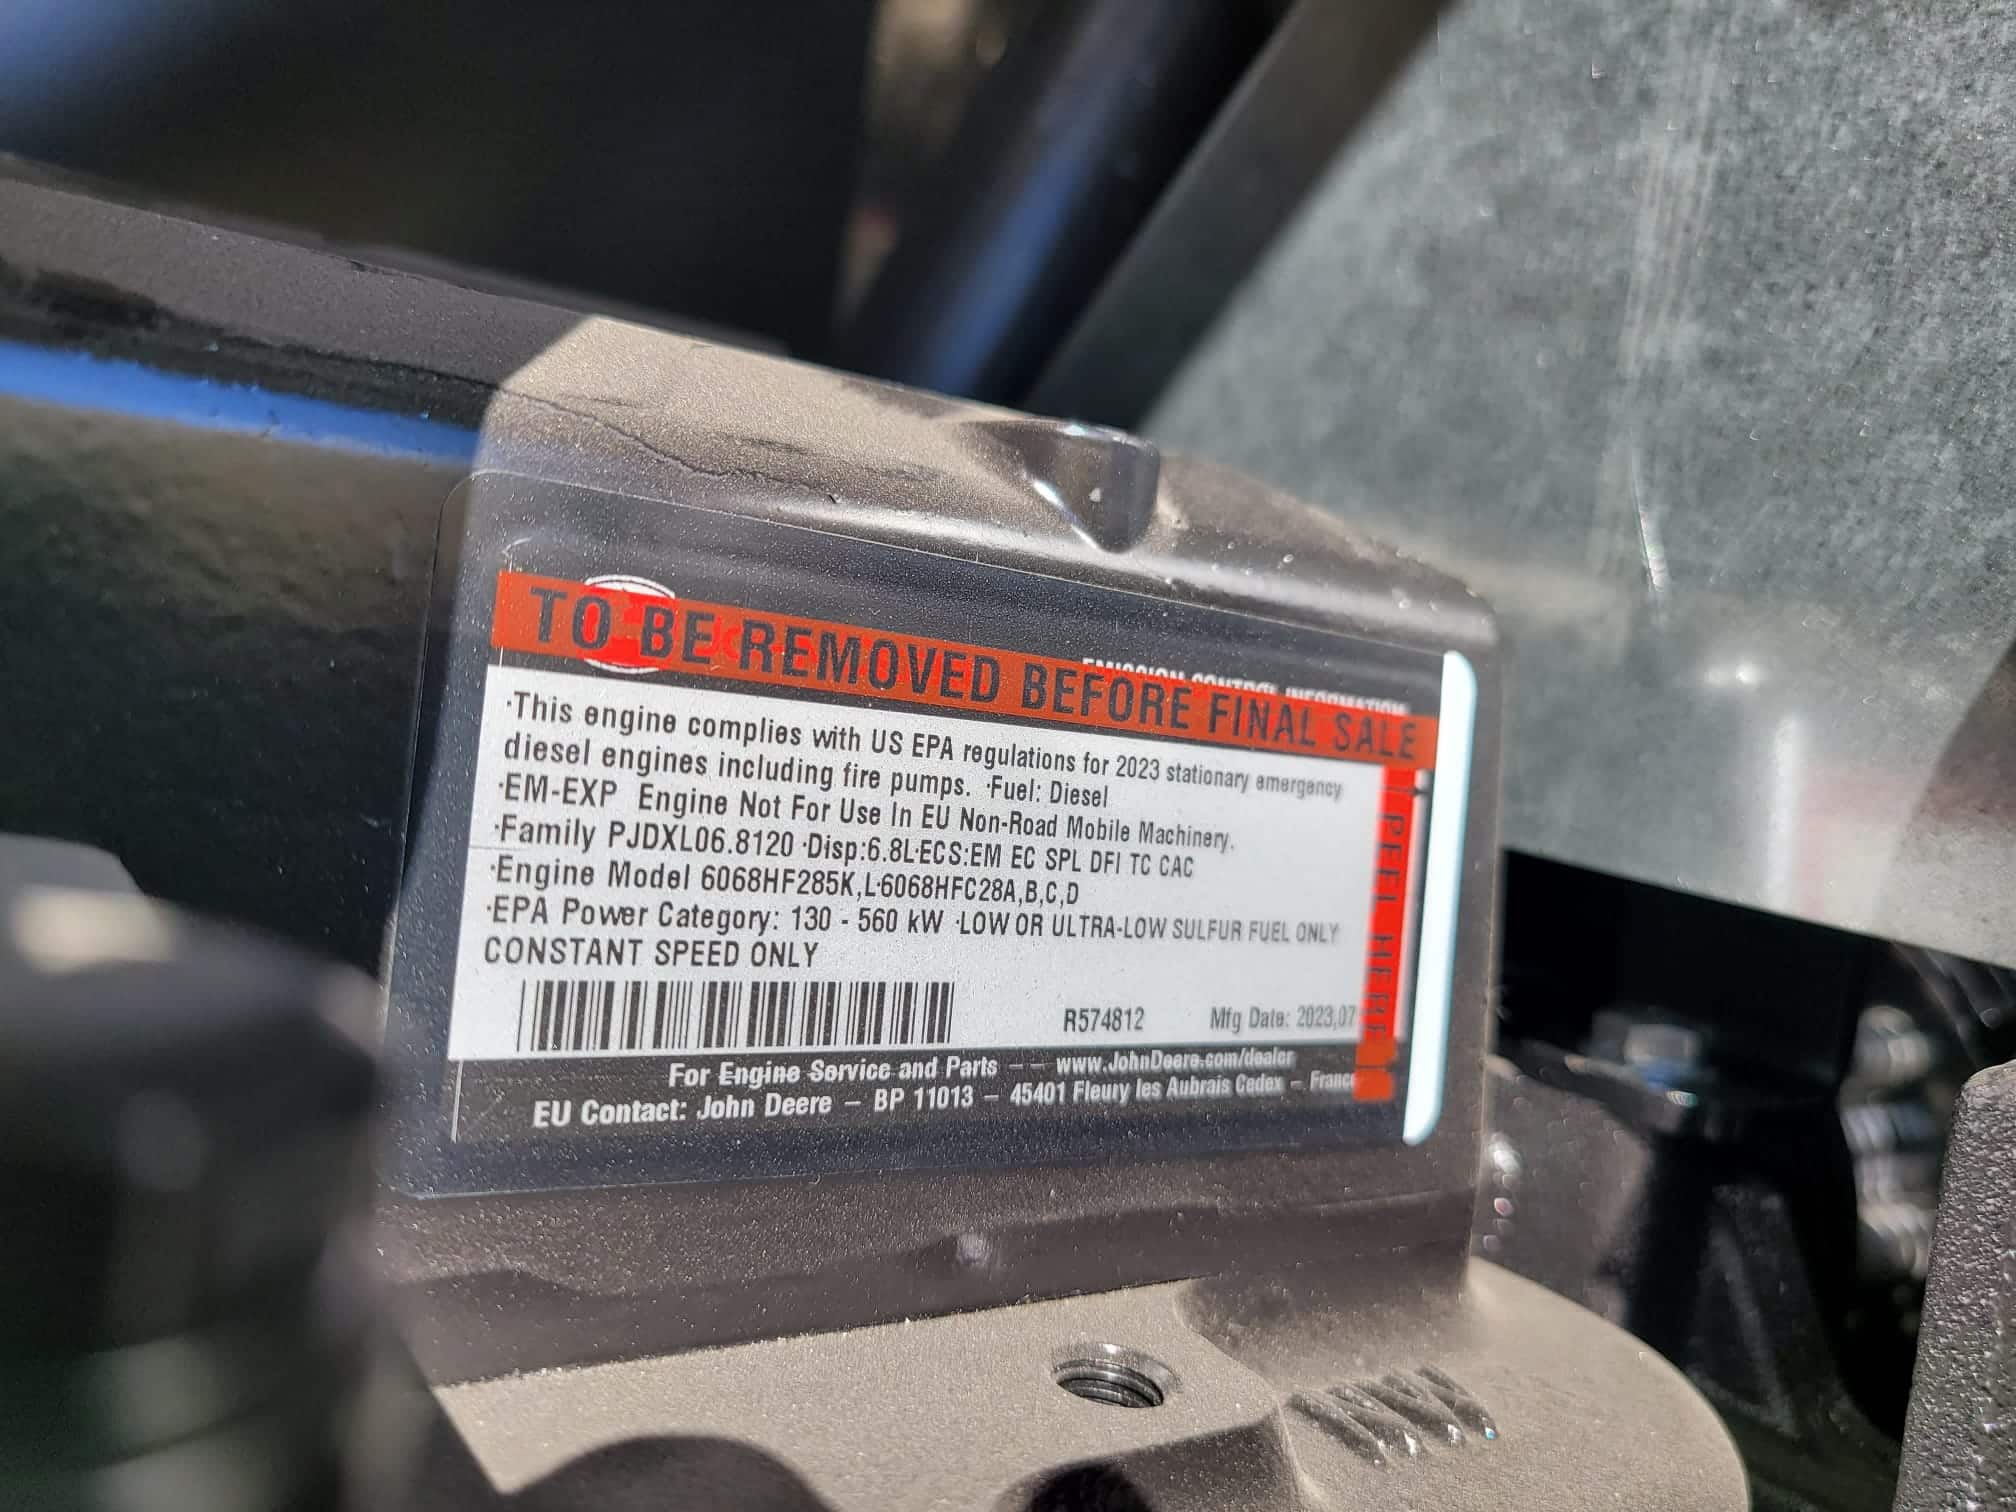 TO BE REMOVED BEFORE FINAL SALE
EMISSION CONTROL INFORMATION
·This engine complies with US EPA regulations for 2023 stationary emergency
diesel engines including fire pumps. ·Fuel: Diesel
·EM-EXP Engine Not For Use In EU Non-Road Mobile Machinery.
·Family PJDXL06.8120 ·Disp:6.8L·ECS:EM EC SPL DFI TC CAC
·Engine Model 6068HF285K,L·6068HFC28A,B,C,D
·EPA Power Category: 130 - 560 kW ·LOW OR ULTRA-LOW SULFUR FUEL ONLY
CONSTANT SPEED ONLY
R574812 Mfg Date: 2023,07
For Engine Service and Parts –– www.JohnDeere.com/dealer
EU Contact: John Deere – BP 11013 – 45401 Fleury les Aubrais Cedex – France
PEEL HERE